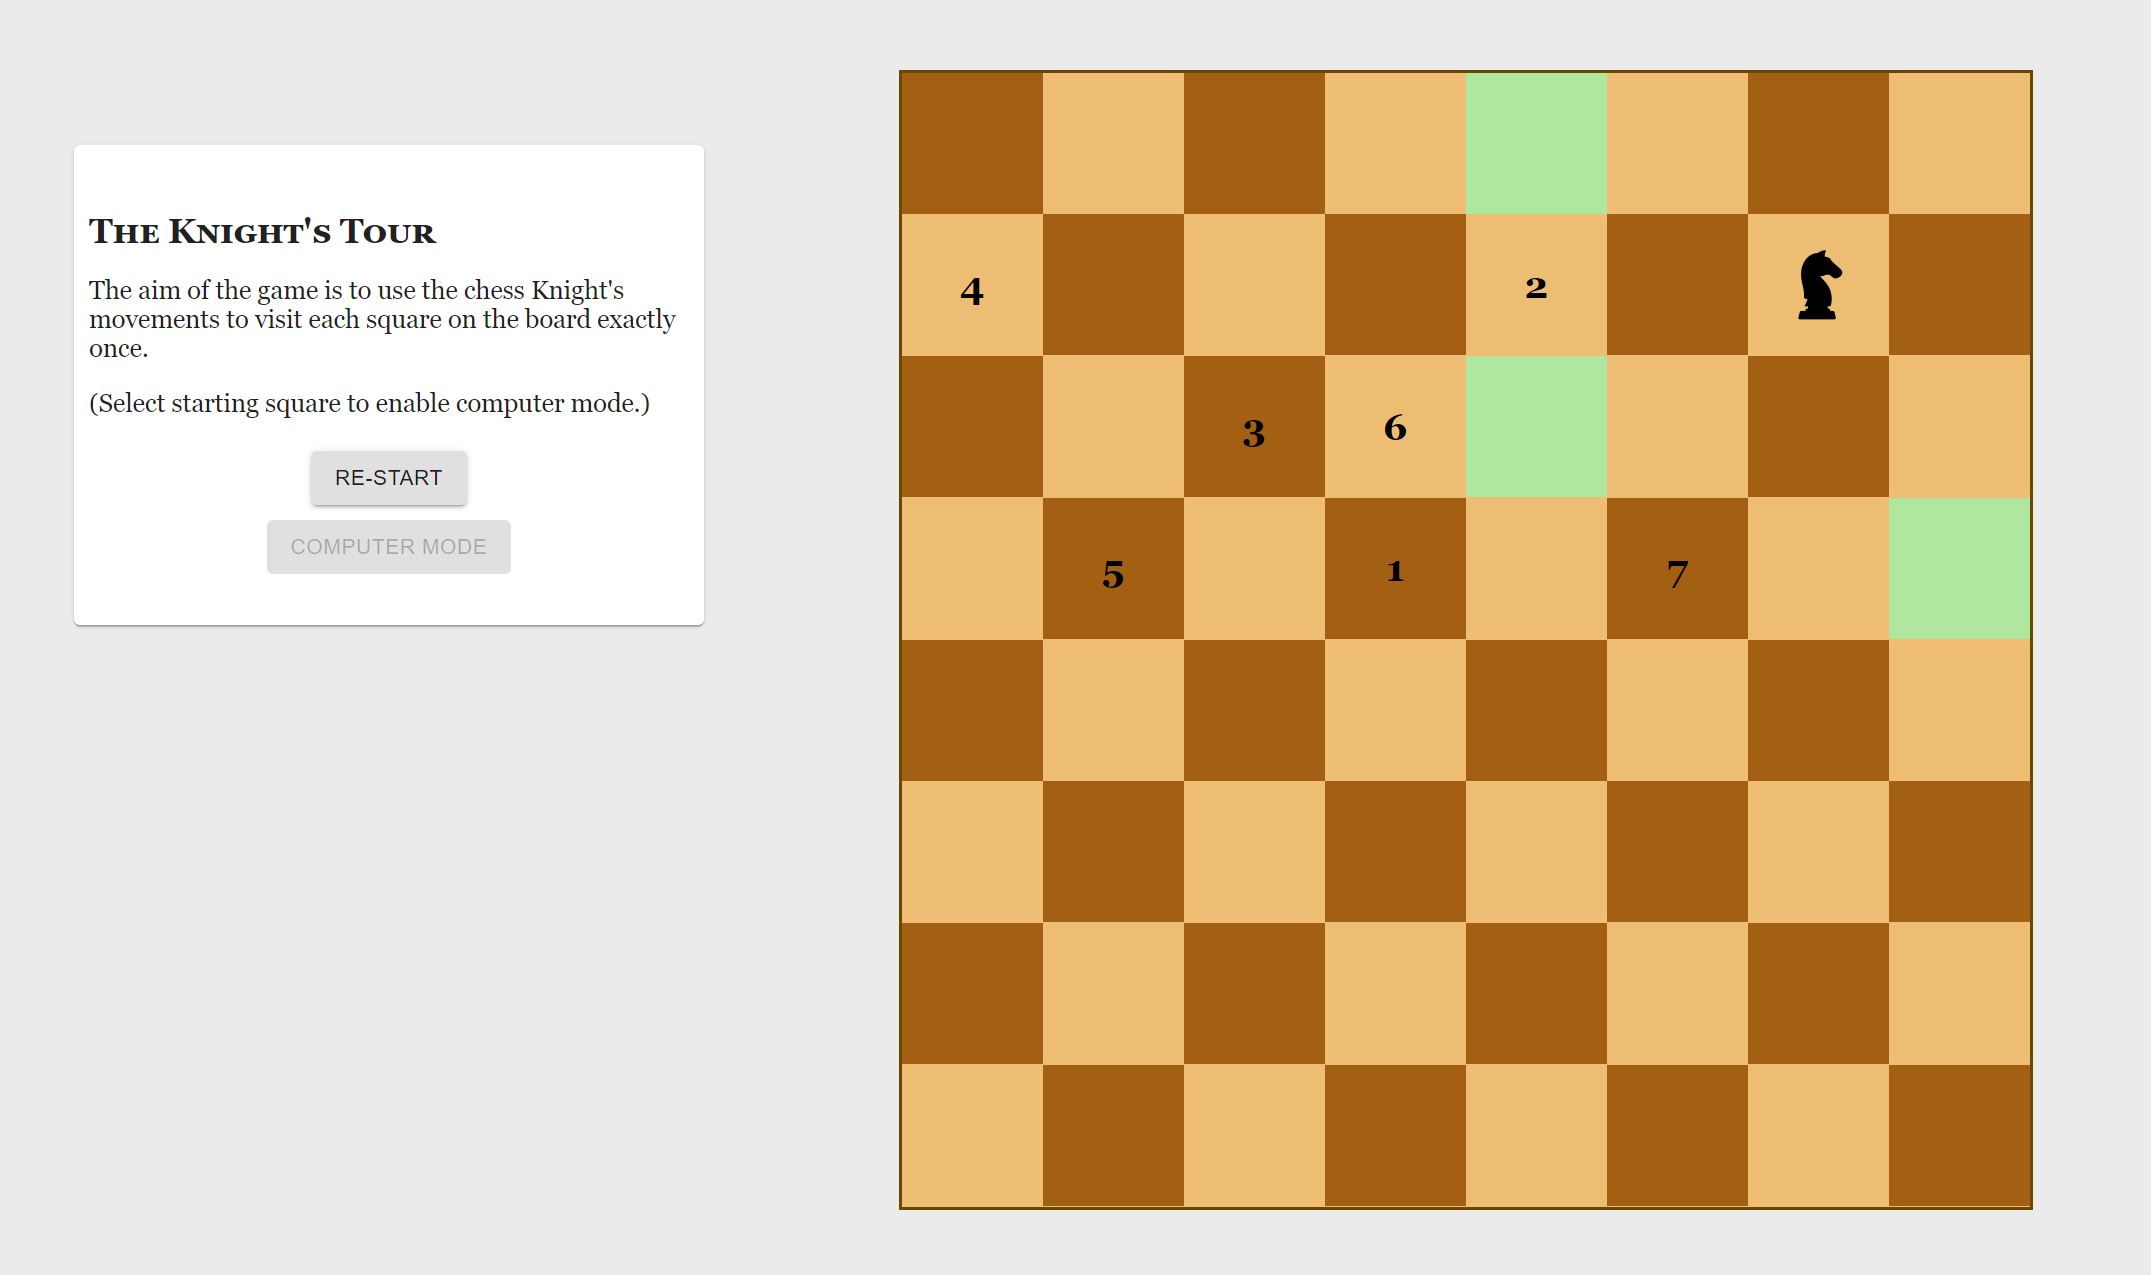 The Knight's Tour
The aim of the game is to use the chess Knight's
movements to visit each square on the board exactly
once.
(Select starting square to enable computer mode.)
RE-START
COMPUTER MODE
4 2
3 6
5 1 7